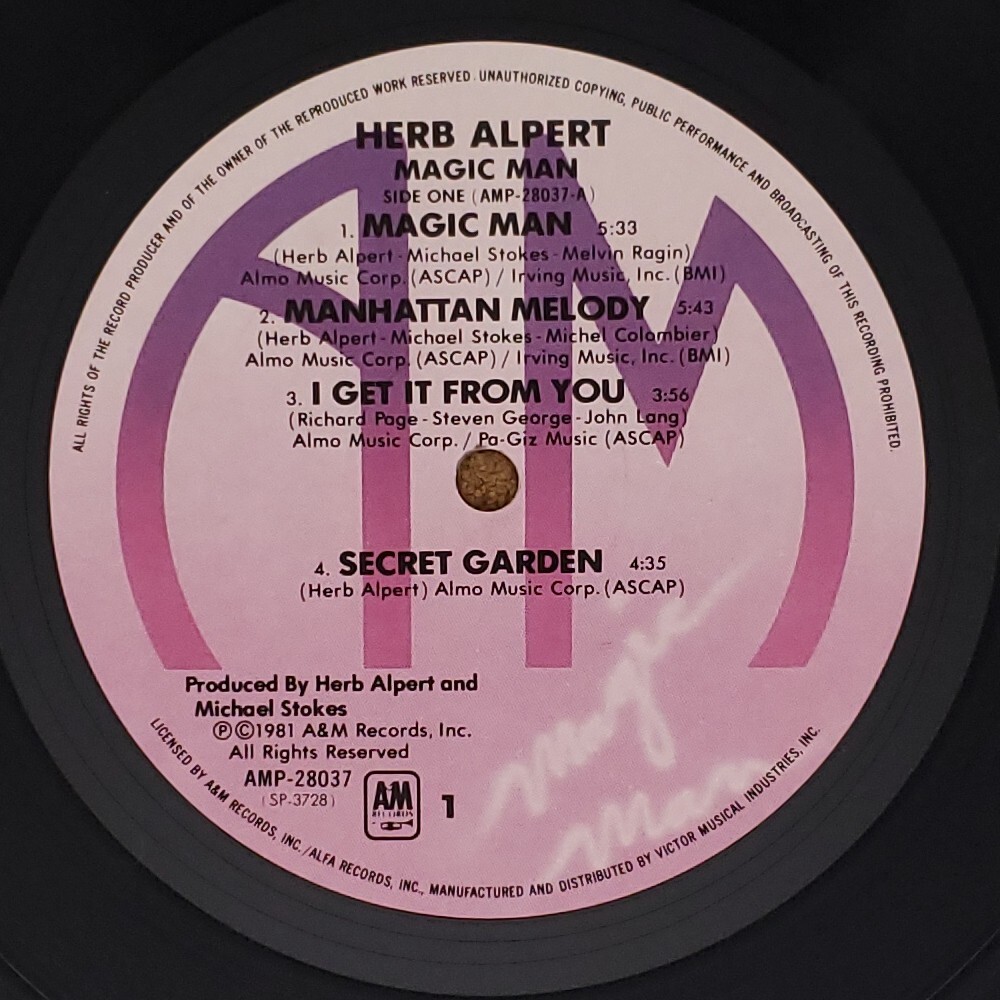 ALL RIGHTS OF THE RECORD PRODUCER AND OF THE OWNER OF THE REPRODUCED WORK RESERVED. UNAUTHORIZED COPYING, PUBLIC PERFORMANCE AND BROADCASTING OF THIS RECORDING PROHIBITED.
HERB ALPERT
MAGIC MAN
SIDE ONE (AMP-28037-A)
1. MAGIC MAN 5:33
(Herb Alpert-Michael Stokes-Melvin Ragin)
Almo Music Corp.(ASCAP)/Irving Music, Inc.(BMI)
2. MANHATTAN MELODY 5:43
(Herb Alpert-Michael Stokes-Michel Colombier)
Almo Music Corp.(ASCAP)/Irving Music, Inc.(BMI)
3. I GET IT FROM YOU 3:56
(Richard Page-Steven George-John Lang)
Almo Music Corp./Pa-Giz Music (ASCAP)
4. SECRET GARDEN 4:35
(Herb Alpert) Almo Music Corp.(ASCAP)
Produced By Herb Alpert and
Michael Stokes
ⓅⒸ1981 A&M Records, Inc.
All Rights Reserved
AMP-28037
(SP-3728)
A&M
RECORDS
1
Magic
Man
LICENSED BY A&M RECORDS, INC./ALFA RECORDS, INC., MANUFACTURED AND DISTRIBUTED BY VICTOR MUSICAL INDUSTRIES, INC.